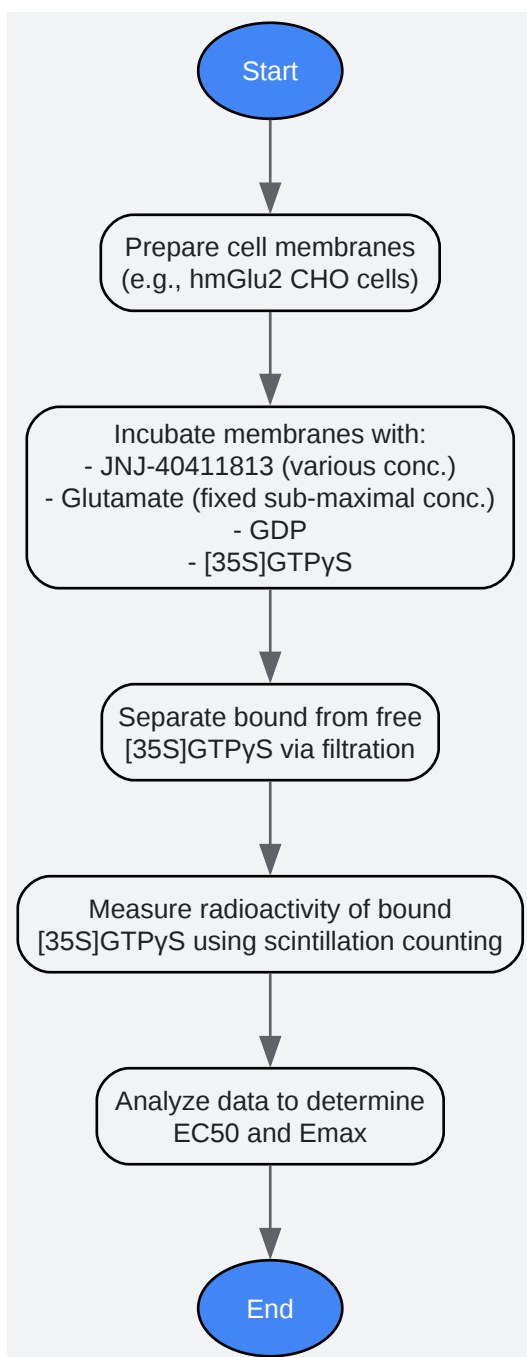 Start
Prepare cell membranes
(e.g., hmGlu2 CHO cells)
Incubate membranes with:
- JNJ-40411813 (various conc.)
- Glutamate (fixed sub-maximal conc.)
- GDP
- [35S]GTPγS
Separate bound from free
[35S]GTPγS via filtration
Measure radioactivity of bound
[35S]GTPγS using scintillation counting
Analyze data to determine
EC50 and Emax
End